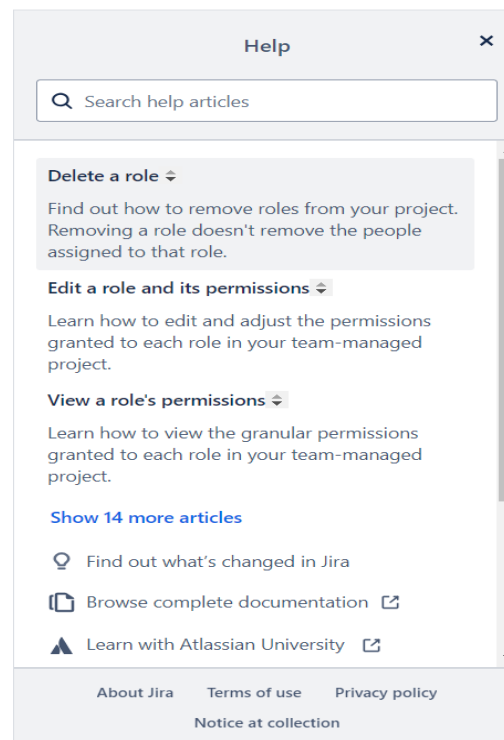 Help
Search help articles
Delete a role
Find out how to remove roles from your project.
Removing a role doesn't remove the people
assigned to that role.
Edit a role and its permissions
Learn how to edit and adjust the permissions
granted to each role in your team-managed
project.
View a role's permissions
Learn how to view the granular permissions
granted to each role in your team-managed
project.
Show 14 more articles
Find out what's changed in Jira
Browse complete documentation
Learn with Atlassian University
About Jira Terms of use Privacy policy
Notice at collection